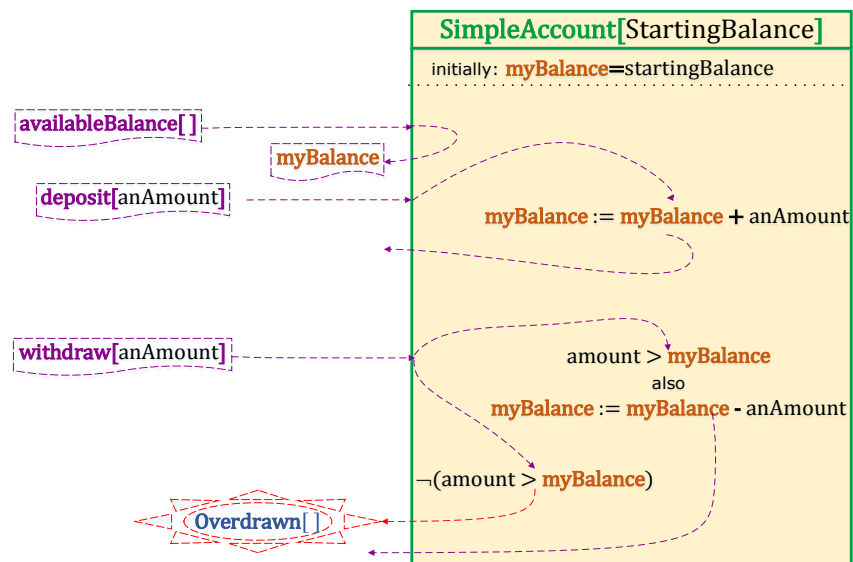 SimpleAccount[StartingBalance]
initially: myBalance=startingBalance
availableBalance[ ]
myBalance
deposit[anAmount]
myBalance := myBalance + anAmount
withdraw[anAmount]
amount > myBalance
also
myBalance := myBalance - anAmount
¬(amount > myBalance)
Overdrawn[ ]